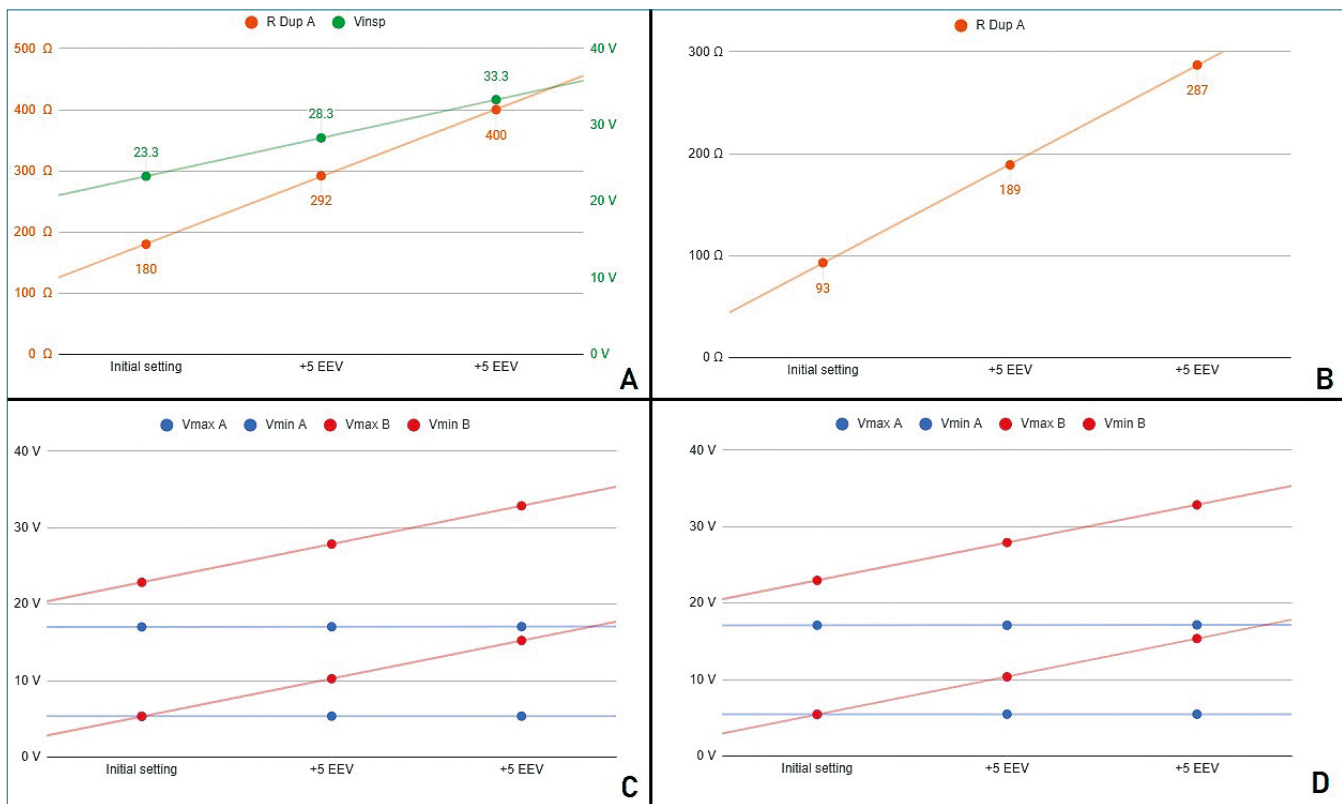 R Dup A Vinsp
500 Ω 40 V
33.3
28.3
400 Ω
400 30 V
23.3
300 Ω
292
20 V
200 Ω
180
10 V
100 Ω
0 Ω 0 V
Initial setting +5 EEV +5 EEV
A
R Dup A
300 Ω
287
200 Ω
189
100 Ω
93
0 Ω
Initial setting +5 EEV +5 EEV
B
Vmax A Vmin A Vmax B Vmin B
40 V
30 V
20 V
10 V
0 V
Initial setting +5 EEV +5 EEV
C
Vmax A Vmin A Vmax B Vmin B
40 V
30 V
20 V
10 V
0 V
Initial setting +5 EEV +5 EEV
D